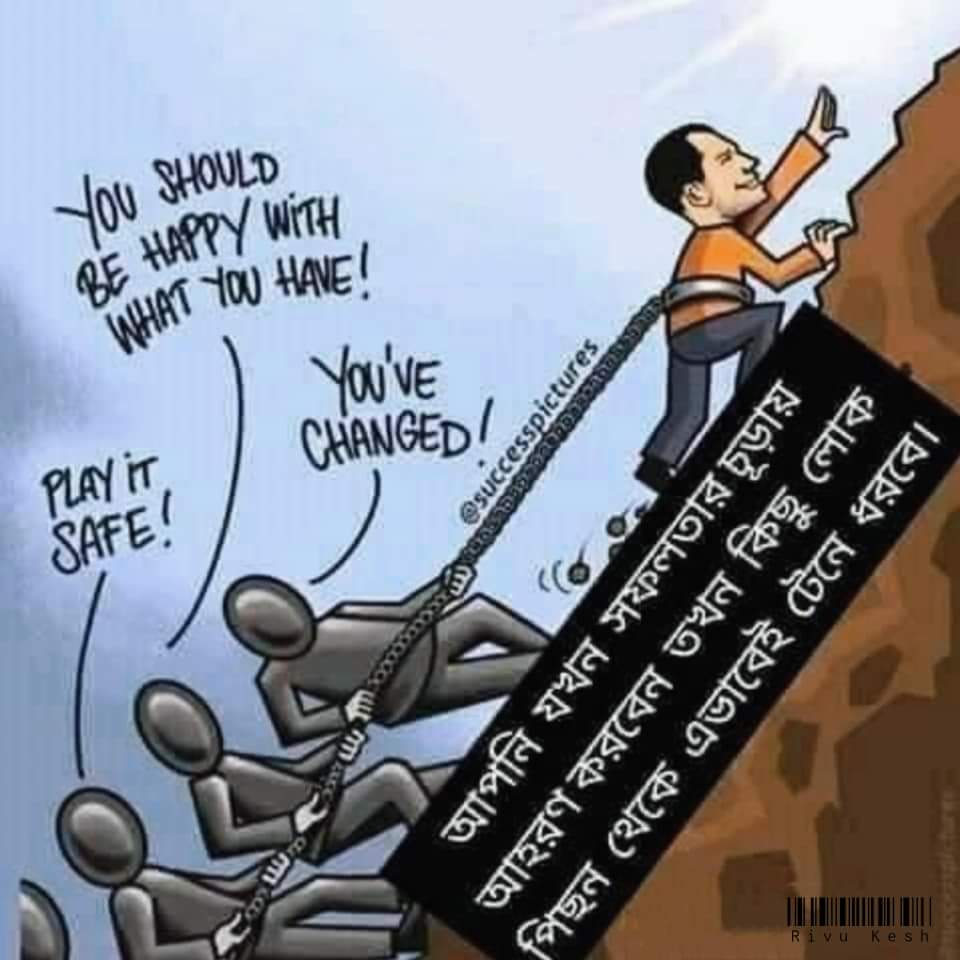 YOU SHOULD
BE HAPPY WITH
WHAT YOU HAVE!
YOU'VE
CHANGED!
PLAY IT
SAFE!
@successpictures
আপনি যখন সফলতার চূড়ায়
আহরণ করবেন তখন কিছু লোক
পিছন থেকে এভাবেই টেনে ধরবে।
Rivu Kesh